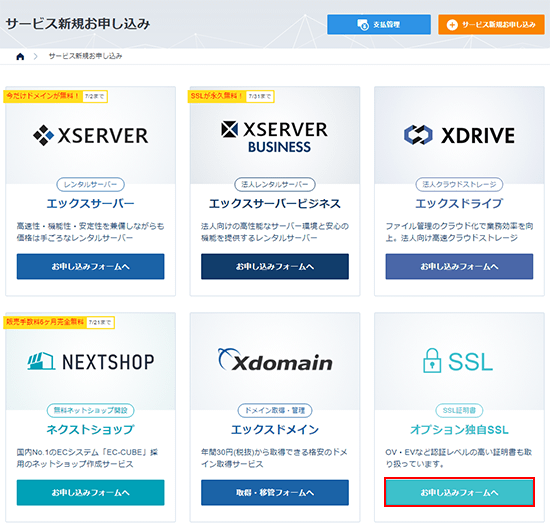 サービス新規お申し込み
支払管理
サービス新規お申し込み
サービス新規お申し込み
今だけドメインが無料！ 7/2まで
XSERVER
レンタルサーバー
エックスサーバー
高速性・機能性・安定性を兼備しながらも
価格は手ごろなレンタルサーバー
お申し込みフォームへ
SSLが永久無料！ 7/31まで
XSERVER
BUSINESS
法人レンタルサーバー
エックスサーバービジネス
法人向けの高性能なサーバー環境と安心の
機能を提供するレンタルサーバー
お申し込みフォームへ
XDRIVE
法人クラウドストレージ
エックスドライブ
ファイル管理のクラウド化で業務効率を向
上。法人向け高速クラウドストレージ
お申し込みフォームへ
販売手数料6ヶ月完全無料 7/21まで
NEXTSHOP
無料ネットショップ開設
ネクストショップ
国内No.1のECシステム「EC-CUBE」採
用のネットショップ作成サービス
お申し込みフォームへ
Xdomain
ドメイン取得・管理
エックスドメイン
年間30円(税抜)から取得できる格安のドメ
イン取得サービス
取得・移管フォームへ
SSL
SSL証明書
オプション独自SSL
OV・EVなど認証レベルの高い証明書も取
り扱っています。
お申し込みフォームへ